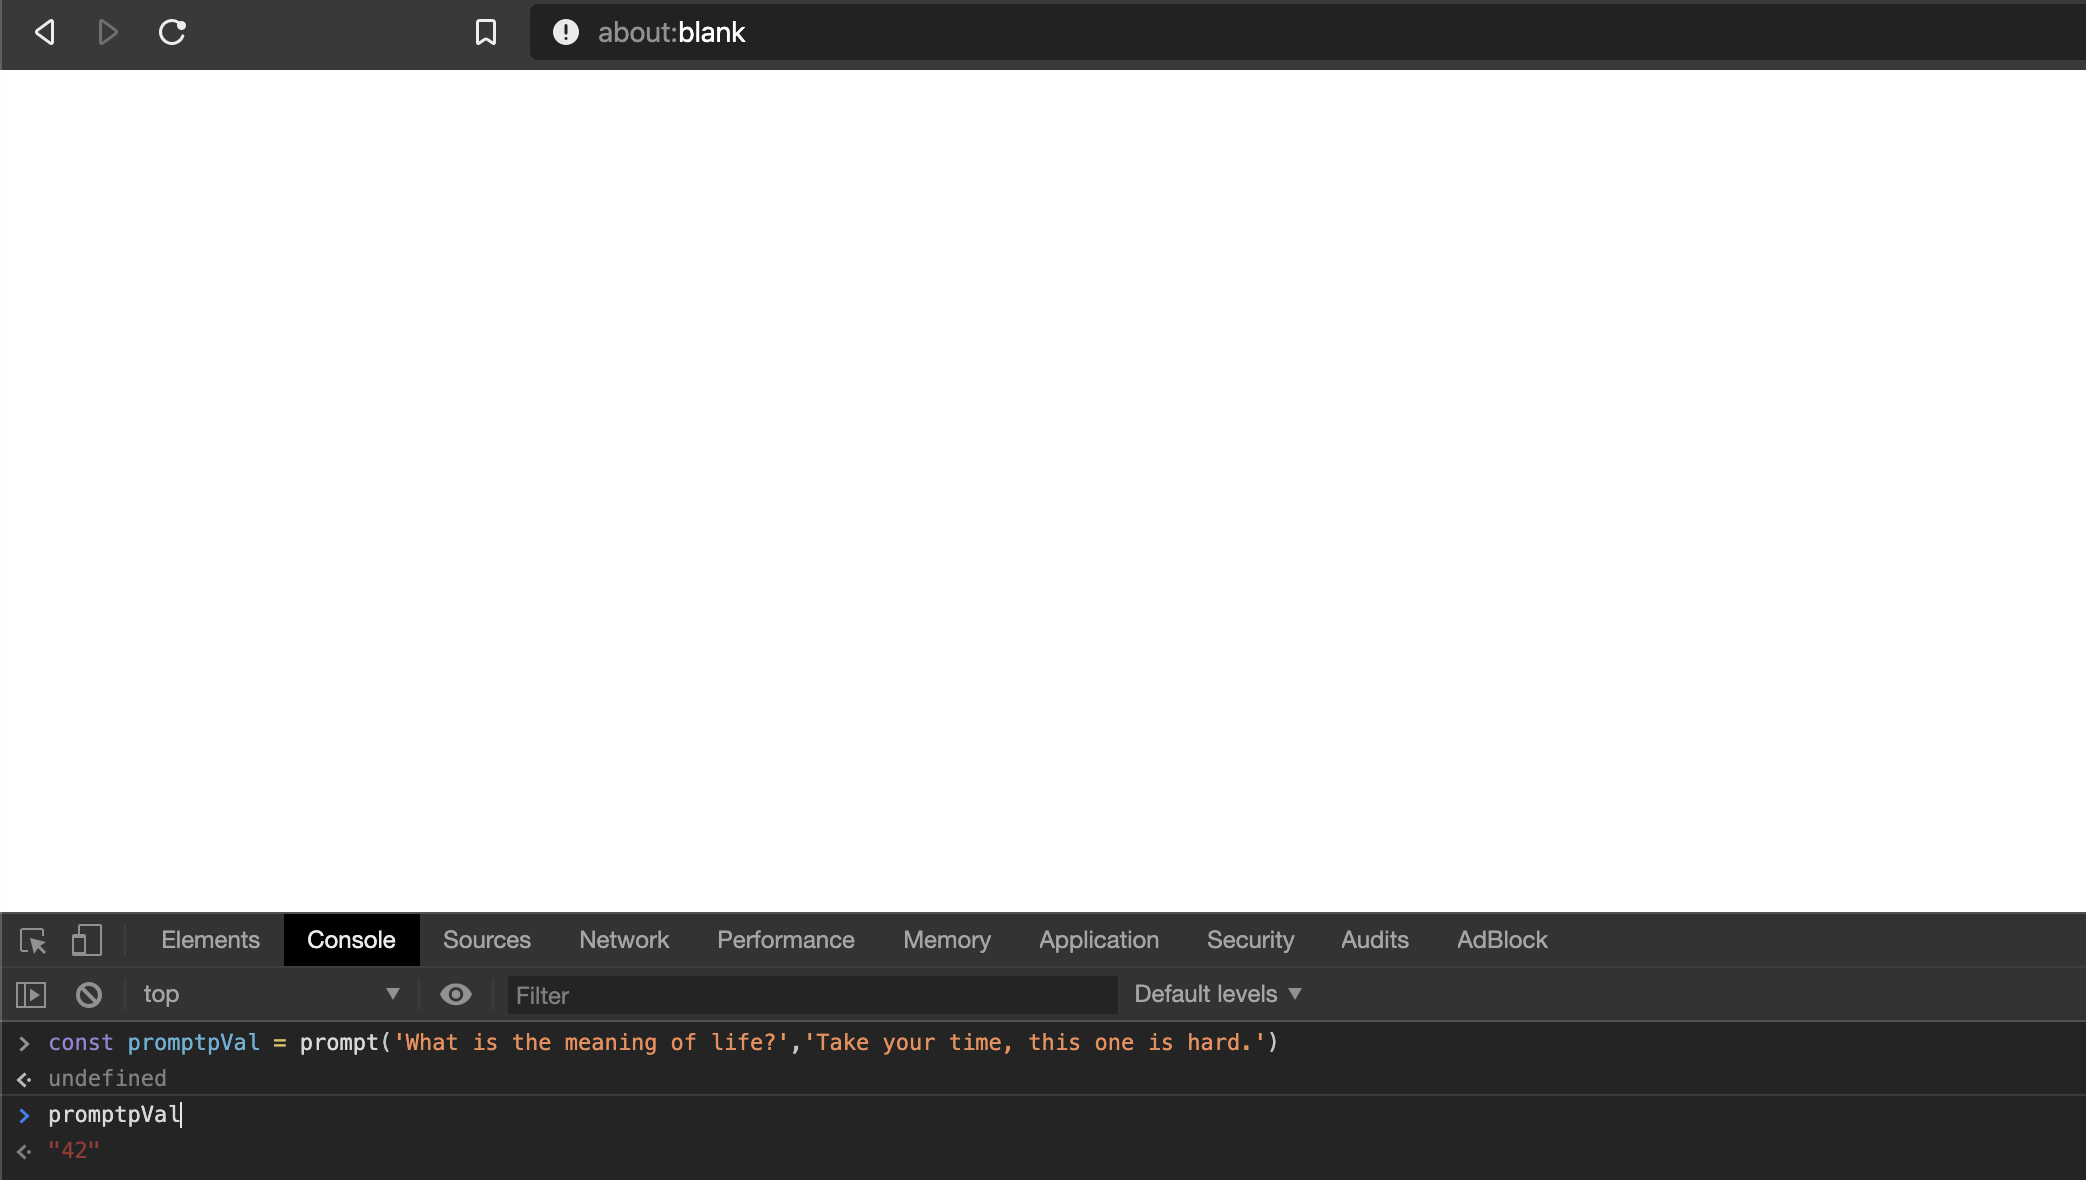 about:blank
Elements Console Sources Network Performance Memory Application Security Audits AdBlock
top Filter Default levels
> const promptpVal = prompt('What is the meaning of life?','Take your time, this one is hard.')
undefined
> promptpVal
"42"